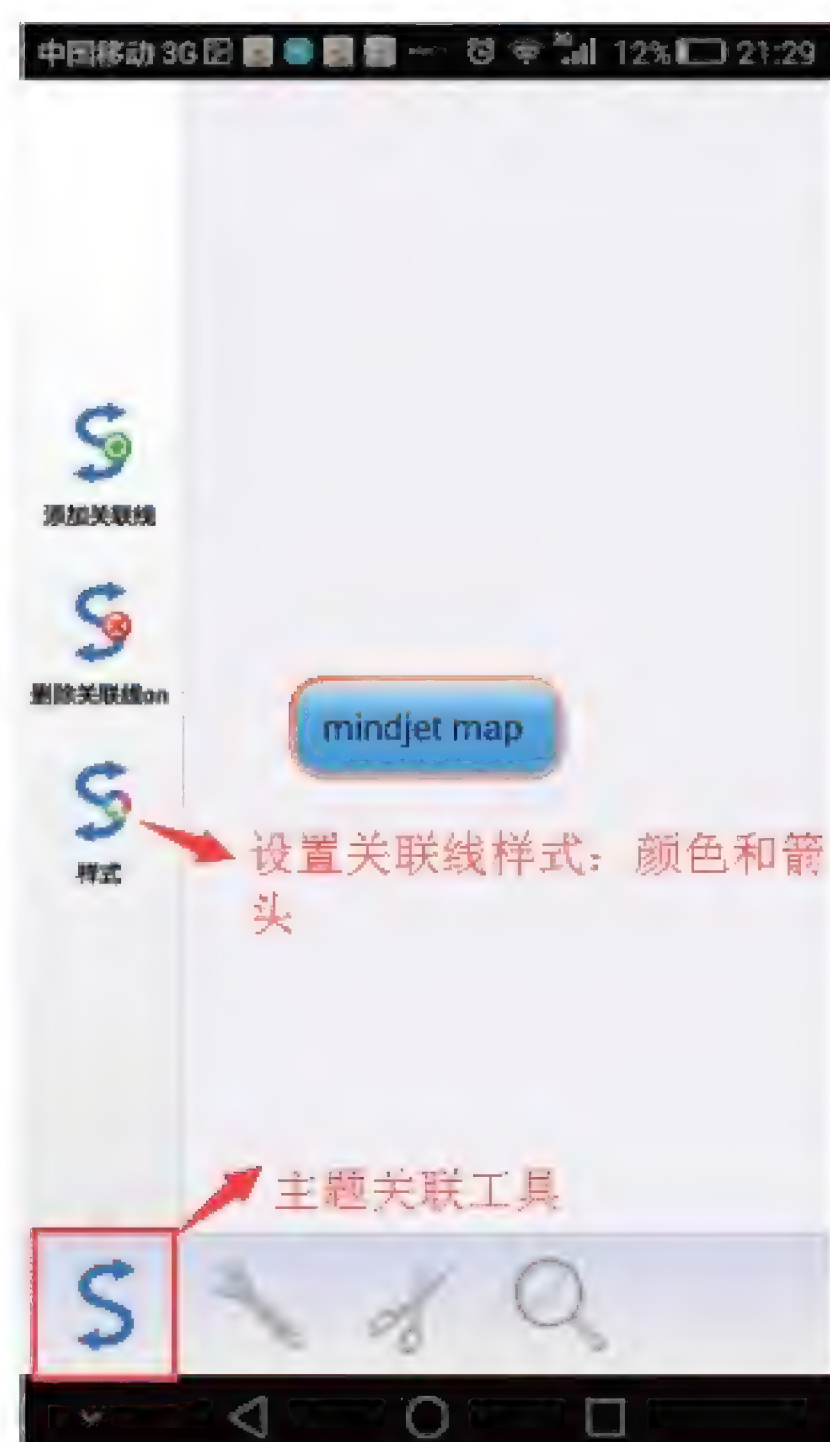 中国移动 3G 12% 21:29
添加关联线
删除关联线on
mindjet map
样式
设置关联线样式：颜色和箭
头
主题关联工具